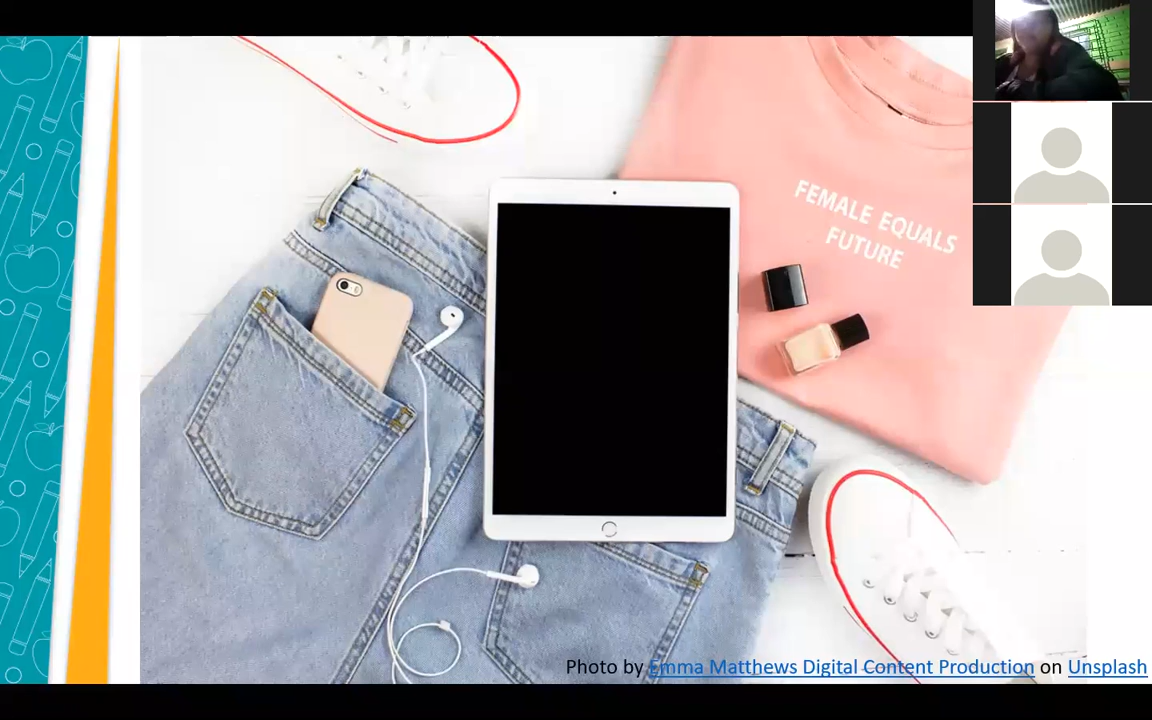 FEMALE EQUALS
FUTURE
Photo by Emma Matthews Digital Content Production on Unsplash